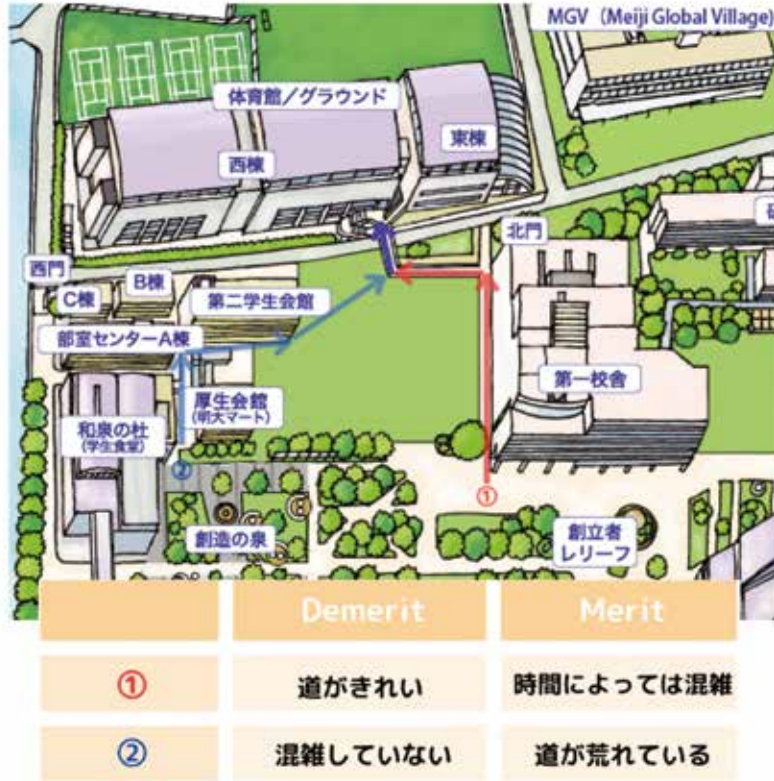 MGV（Meiji Global Village）
体育館／グラウンド
東棟
西棟
北門
西門
B棟
C棟
第二学生会館
部室センターA棟
第一校舎
厚生会館
(明大マート)
和泉の杜
(学生食堂)
②
①
創造の泉
創立者
レリーフ
Demerit Merit
① 道がきれい 時間によっては混雑
② 混雑していない 道が荒れている